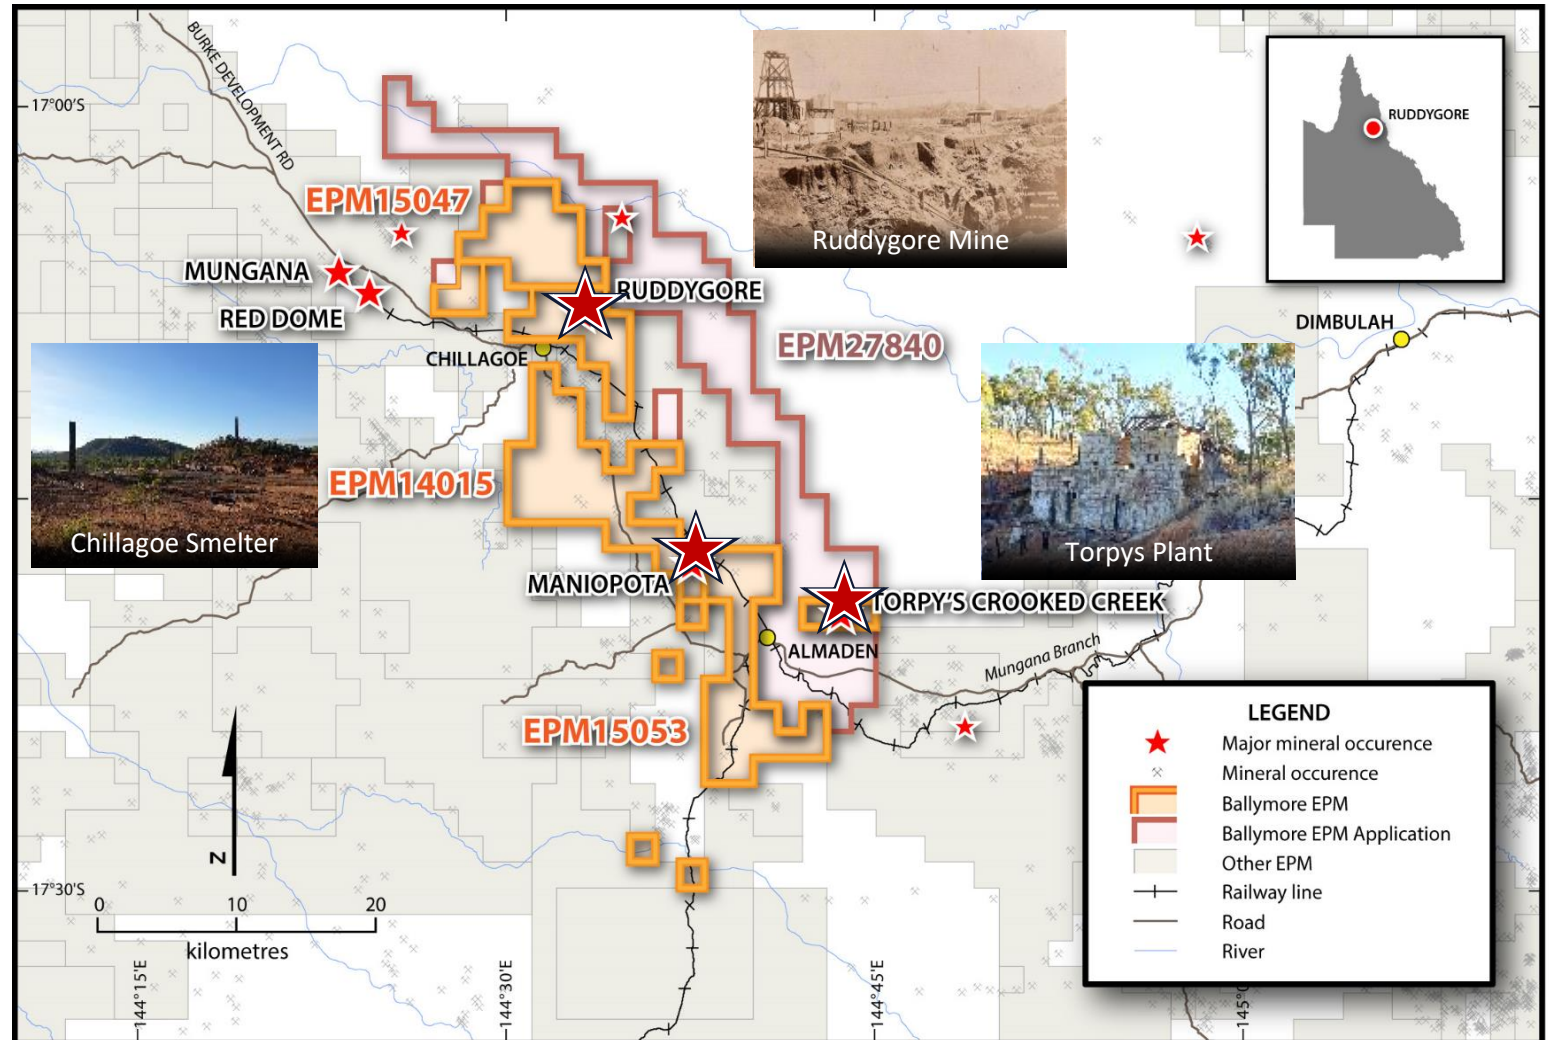 BURKE DEVELOPMENT RD
17°00'S
RUDDYGORE
Ruddygore Mine
EPM15047
MUNGANA
RED DOME
RUDDYGORE
CHILLAGOE
EPM27840
DIMBULAH
Chillagoe Smelter
EPM14015
Torpys Plant
MANIOPOTA
TORPY'S CROOKED CREEK
ALMADEN
Mungana Branch
EPM15053
LEGEND
Major mineral occurence
Mineral occurence
Ballymore EPM
Ballymore EPM Application
Other EPM
Railway line
Road
River
N
17°30'S
0 10 20
kilometres
144°15'E
144°30'E
144°45'E